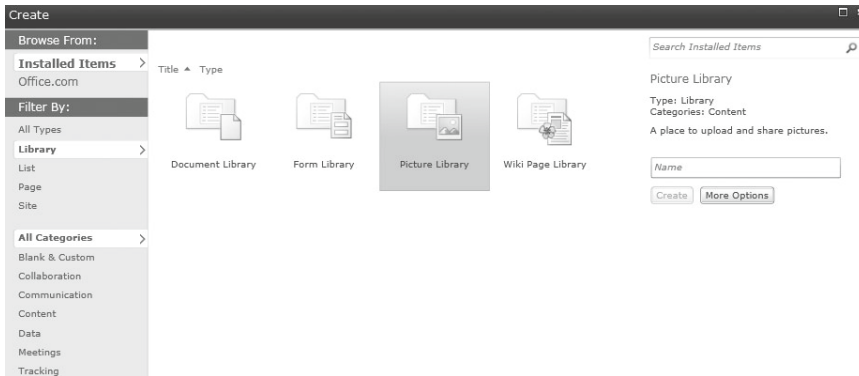 Create
Browse From:
Installed Items
Office.com
Filter By:
All Types
Library
List
Page
Site
All Categories
Blank & Custom
Collaboration
Communication
Content
Data
Meetings
Tracking
Title Type
Document Library Form Library Picture Library Wiki Page Library
Search Installed Items
Picture Library
Type: Library
Categories: Content
A place to upload and share pictures.
Name
Create More Options